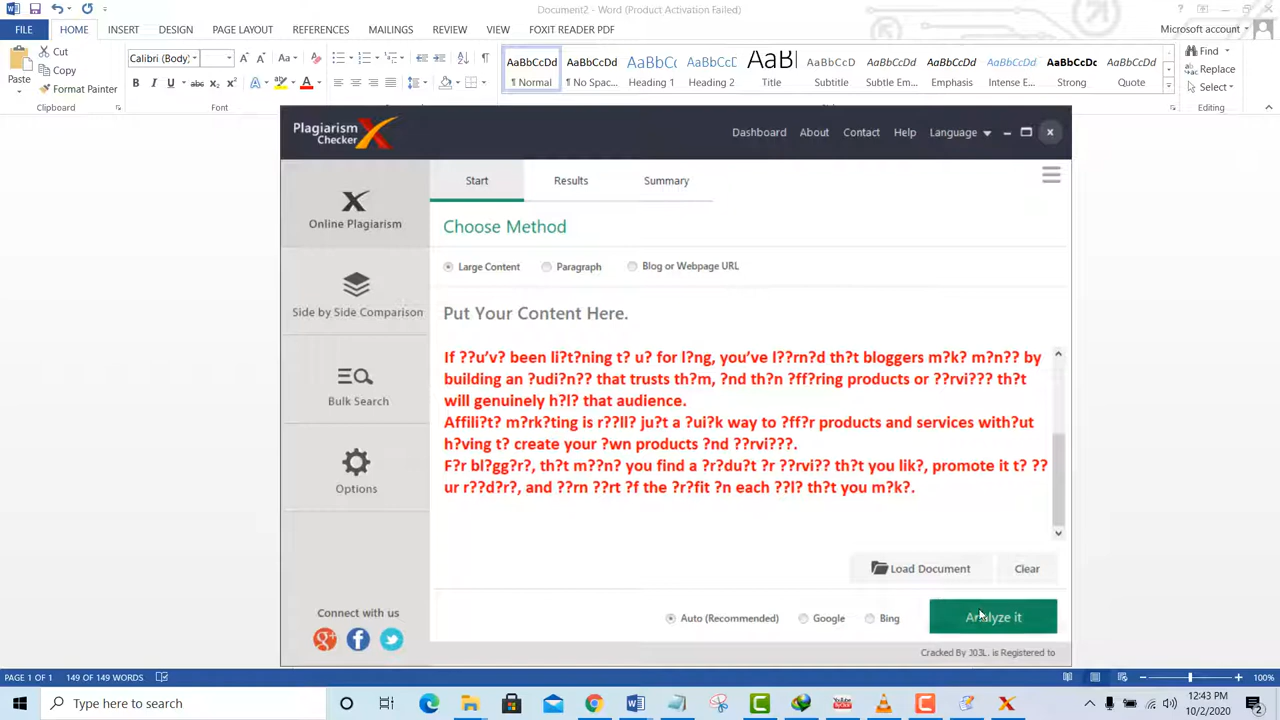 Document2 - Word (Product Activation Failed)
FILE HOME INSERT DESIGN PAGE LAYOUT REFERENCES MAILINGS REVIEW VIEW FOXIT READER PDF Microsoft account
Paste
Cut
Copy
Format Painter
Clipboard
Calibri (Body)
Font
AaBbCcDd AaBbCcDd AaBbCc AaBbCcC AaB AaBbCcD AaBbCcDd AaBbCcDd AaBbCcDd AaBbCcDc AaBbCcDd
¶ Normal ¶ No Spac... Heading 1 Heading 2 Title Subtitle Subtle Em... Emphasis Intense E... Strong Quote
Find
Replace
Select
Editing
Plagiarism
Checker X
Dashboard About Contact Help Language
Online Plagiarism
Side by Side Comparison
Bulk Search
Options
Connect with us
Start Results Summary
Choose Method
Large Content Paragraph Blog or Webpage URL
Put Your Content Here.
If ??u’v? been li?t?ning t? u? for l?ng, you’ve l??rn?d th?t bloggers m?k? m?n?? by
building an ?udi?n?? that trusts th?m, ?nd th?n ?ff?ring products or ??rvi??? th?t
will genuinely h?l? that audience.
Affili?t? m?rk?ting is r??ll? ju?t a ?ui?k way to ?ff?r products and services with?ut
h?ving t? create your ?wn products ?nd ??rvi???.
F?r bl?gg?r?, th?t m??n? you find a ?r?du?t ?r ??rvi?? th?t you lik?, promote it t? ??
ur r??d?r?, and ??rn ??rt ?f the ?r?fit ?n each ??l? th?t you m?k?.
Load Document Clear
Auto (Recommended) Google Bing Analyze it
Cracked By J03L. is Registered to
PAGE 1 OF 1 149 OF 149 WORDS 100%
Type here to search
12:43 PM
10/2/2020
2